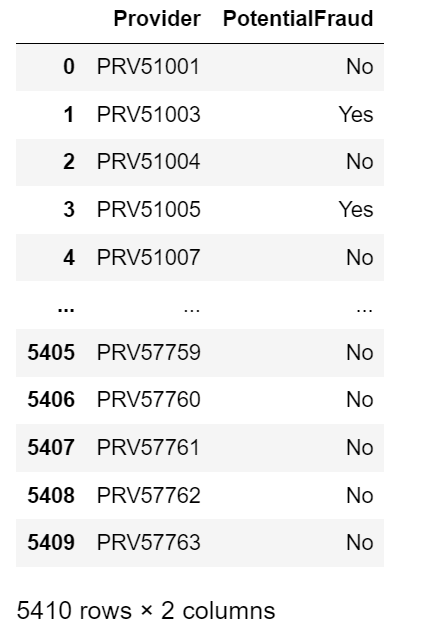 Provider PotentialFraud
0 PRV51001 No
1 PRV51003 Yes
2 PRV51004 No
3 PRV51005 Yes
4 PRV51007 No
... ... ...
5405 PRV57759 No
5406 PRV57760 No
5407 PRV57761 No
5408 PRV57762 No
5409 PRV57763 No
5410 rows × 2 columns